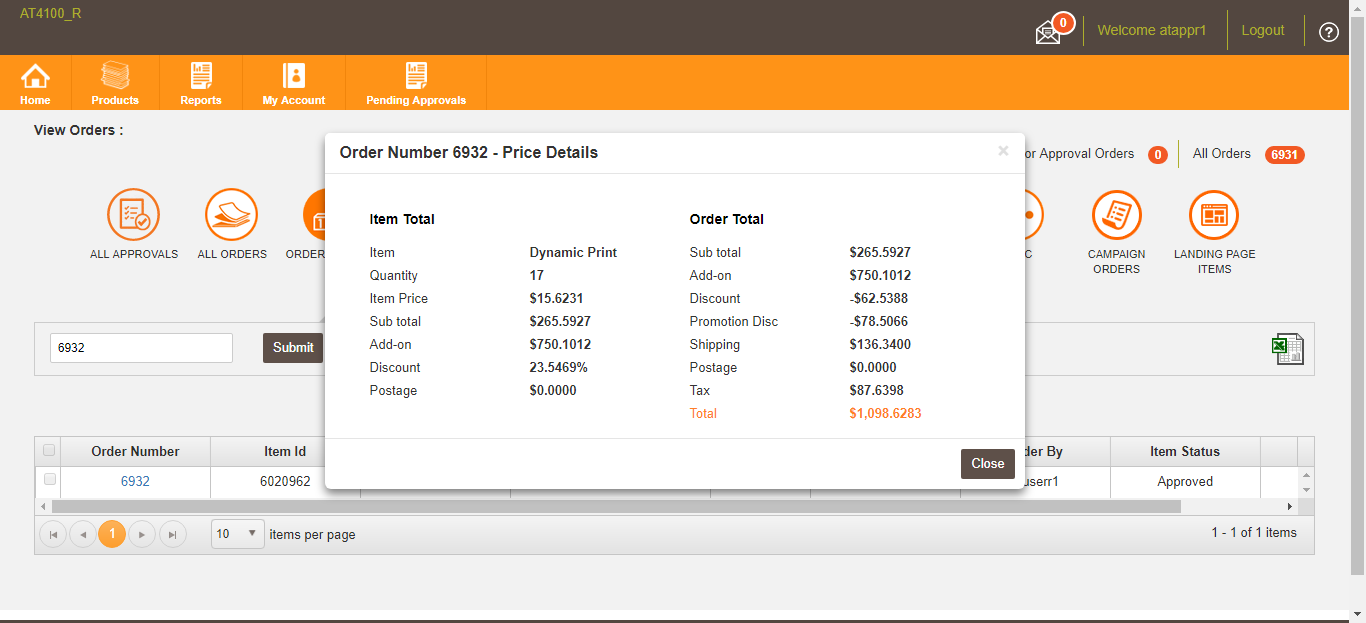 AT4100_R
0
Welcome atappr1
Logout
?
Home
Products
Reports
My Account
Pending Approvals
View Orders :
or Approval Orders 0
All Orders 6931
ALL APPROVALS
ALL ORDERS
ORDER
C
CAMPAIGN
ORDERS
LANDING PAGE
ITEMS
6932
Submit
Order Number 6932 - Price Details
×
Item Total
Item Dynamic Print
Quantity 17
Item Price $15.6231
Sub total $265.5927
Add-on $750.1012
Discount 23.5469%
Postage $0.0000
Order Total
Sub total $265.5927
Add-on $750.1012
Discount -$62.5388
Promotion Disc -$78.5066
Shipping $136.3400
Postage $0.0000
Tax $87.6398
Total $1,098.6283
Close
Order Number Item Id der By Item Status
6932 6020962 userr1 Approved
1
10 items per page
1 - 1 of 1 items